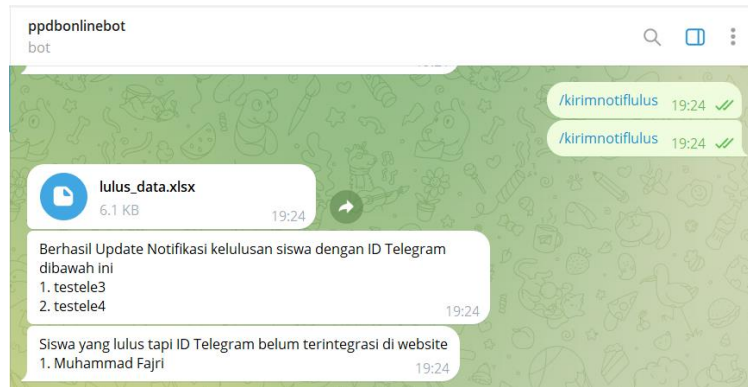 ppdbonlinebot
bot
/kirimnotiflulus 19:24
/kirimnotiflulus 19:24
lulus_data.xlsx
6.1 KB 19:24
Berhasil Update Notifikasi kelulusan siswa dengan ID Telegram
dibawah ini
1. testele3
2. testele4 19:24
Siswa yang lulus tapi ID Telegram belum terintegrasi di website
1. Muhammad Fajri 19:24